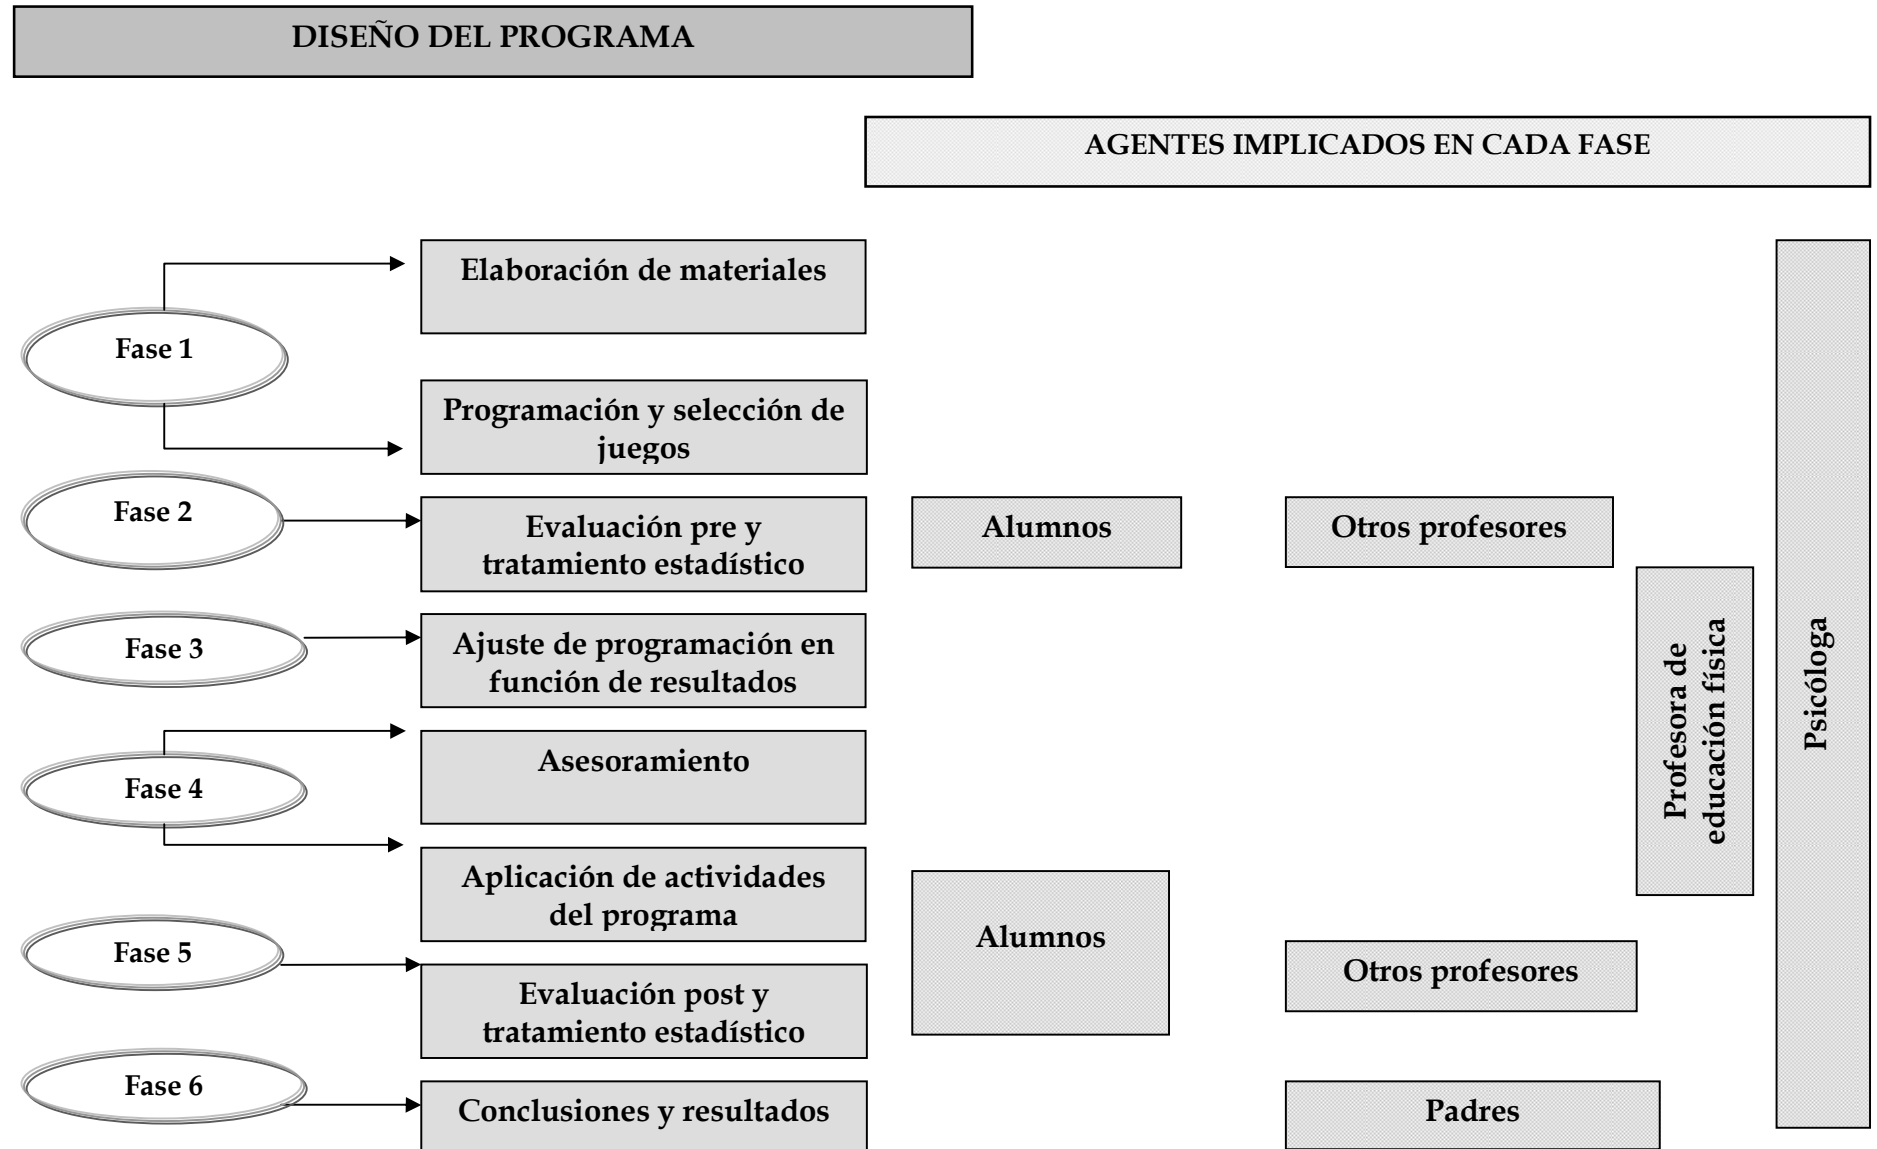 DISEÑO DEL PROGRAMA
AGENTES IMPLICADOS EN CADA FASE
Fase 1
Elaboración de materiales
Programación y selección de
juegos
Fase 2
Evaluación pre y
tratamiento estadístico
Alumnos
Otros profesores
Fase 3
Ajuste de programación en
función de resultados
Fase 4
Asesoramiento
Aplicación de actividades
del programa
Profesora de
educación física
Psicóloga
Fase 5
Evaluación post y
tratamiento estadístico
Alumnos
Otros profesores
Fase 6
Conclusiones y resultados
Padres